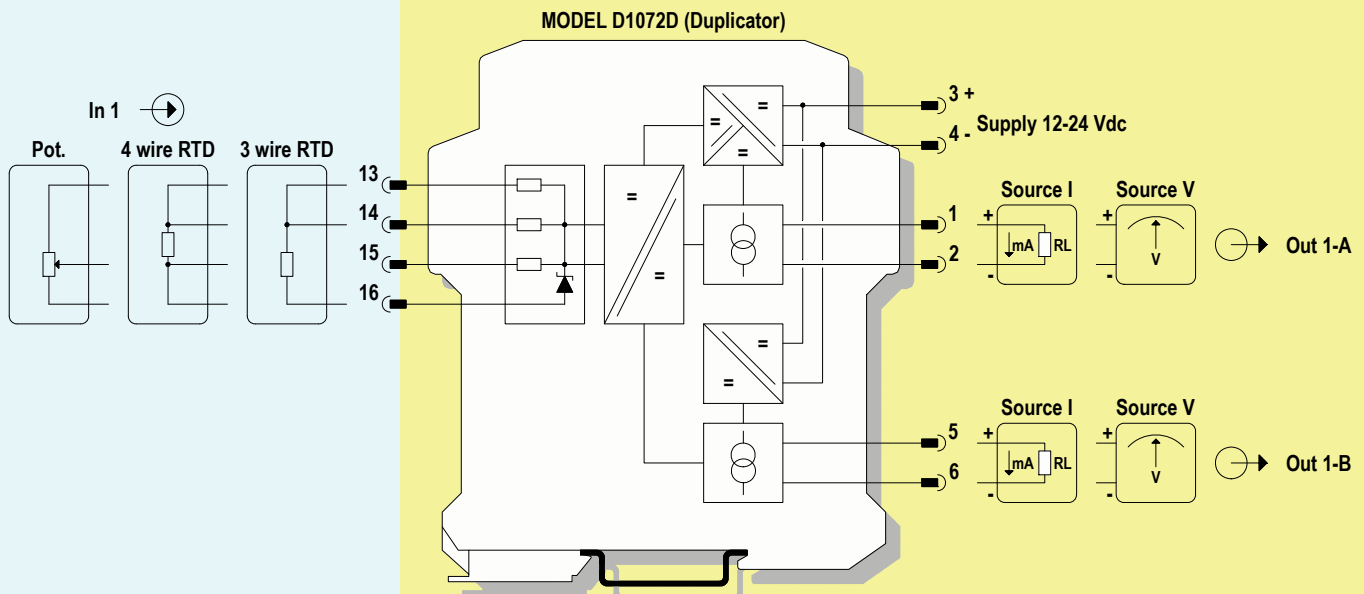 MODEL D1072D (Duplicator)
In 1
Pot.
4 wire RTD
3 wire RTD
13
14
15
16
=
=
=
=
=
3 +
4 -
Supply 12-24 Vdc
1
2
Source I
+
mA
RL
-
Source V
+
V
-
Out 1-A
=
=
5
6
Source I
+
mA
RL
-
Source V
+
V
-
Out 1-B